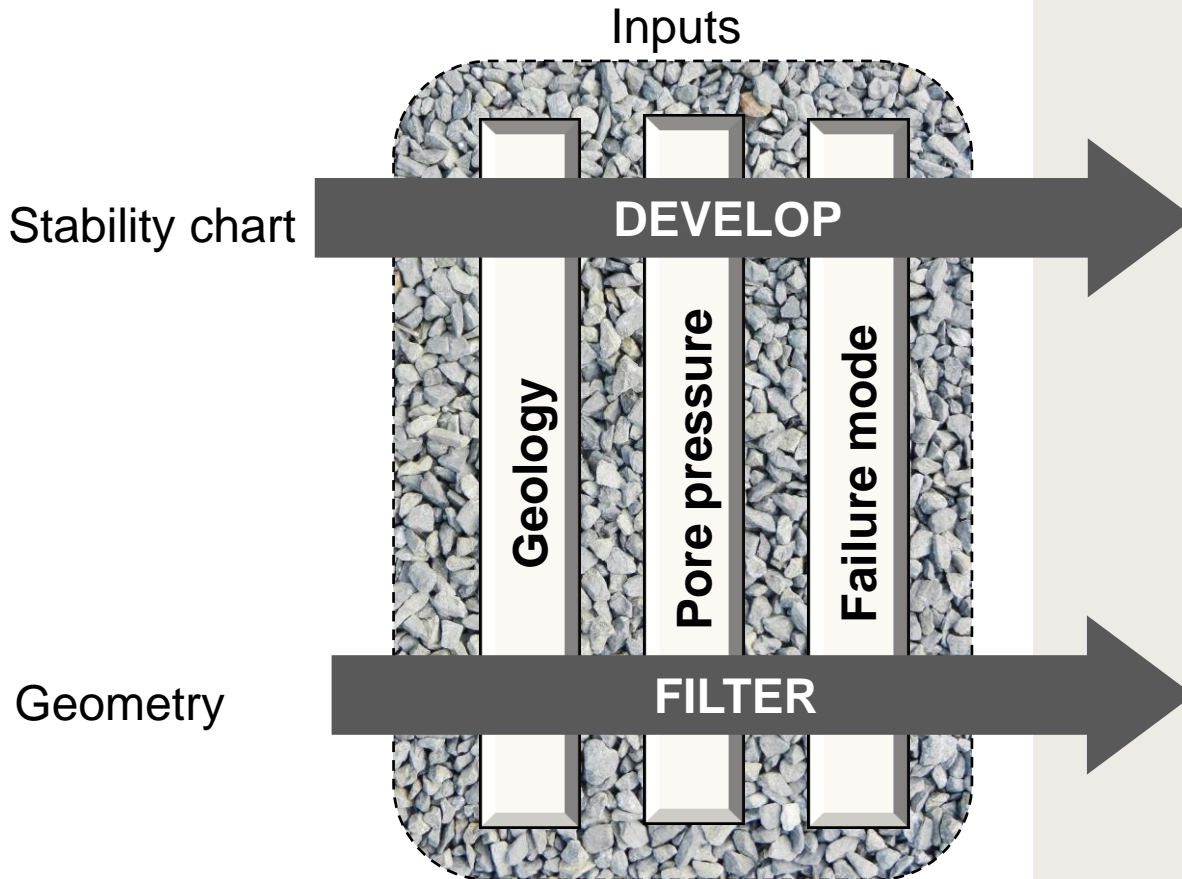 Inputs
Stability chart
DEVELOP
Geology
Pore pressure
Failure mode
Geometry
FILTER